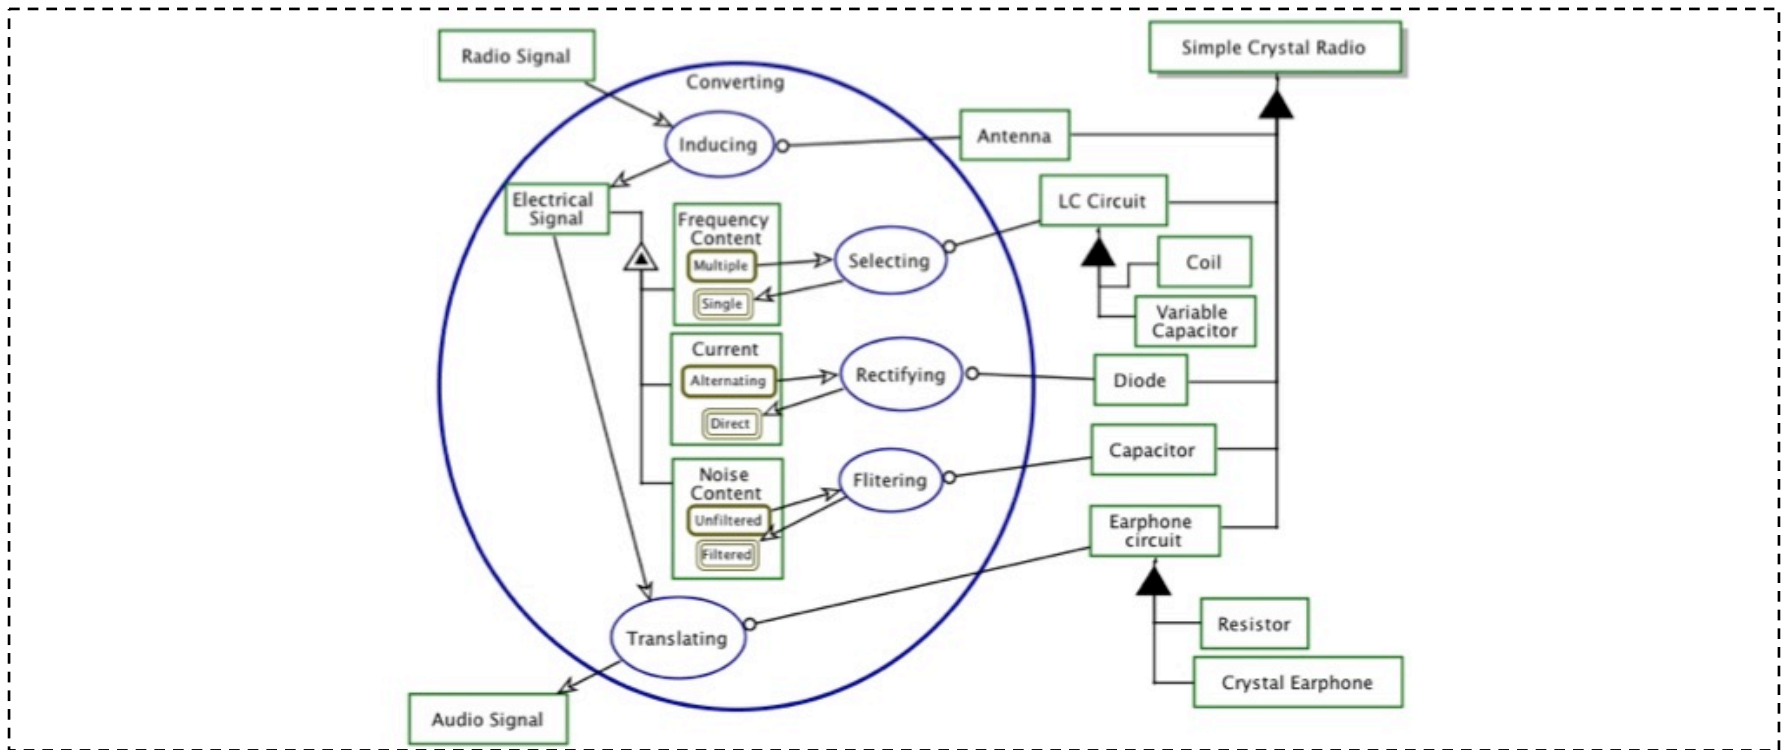 Radio Signal
Simple Crystal Radio
Converting
Inducing
Antenna
Electrical
Signal
LC Circuit
Frequency
Content
Multiple
Single
Selecting
Coil
Variable
Capacitor
Current
Alternating
Direct
Rectifying
Diode
Noise
Content
Unfiltered
Filtered
Flitering
Capacitor
Earphone
circuit
Translating
Resistor
Crystal Earphone
Audio Signal